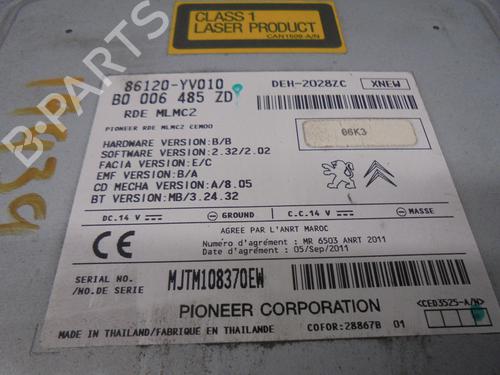 CLASS 1
LASER PRODUCT
CAN1609-A/N
86120-YV010
B0 006 485 ZD
RDE MLMC2
DEH-2028ZC
XNEW
PIONEER RDE MLMC2 CEMOO
06K3
HARDWARE VERSION:B/B
SOFTWARE VERSION:2.32/2.02
FACIA VERSION:E/C
EMF VERSION:B/A
CD MECHA VERSION:A/8.05
BT VERSION:MB/3.24.32
DC.14 V
GROUND
C.C.14 V
MASSE
AGREE PAR L'ANRT MAROC
Numéro d'agrément : MR 6503 ANRT 2011
Date d'agrément : 05/Sep/2011
CE
SERIAL NO.
/NO.DE SERIE
MJTM108370EW
PIONEER CORPORATION
<CED3525-A/N>
MADE IN THAILAND/FABRIQUE EN THAILANDE
COFOR:28867B 01
B-PARTS